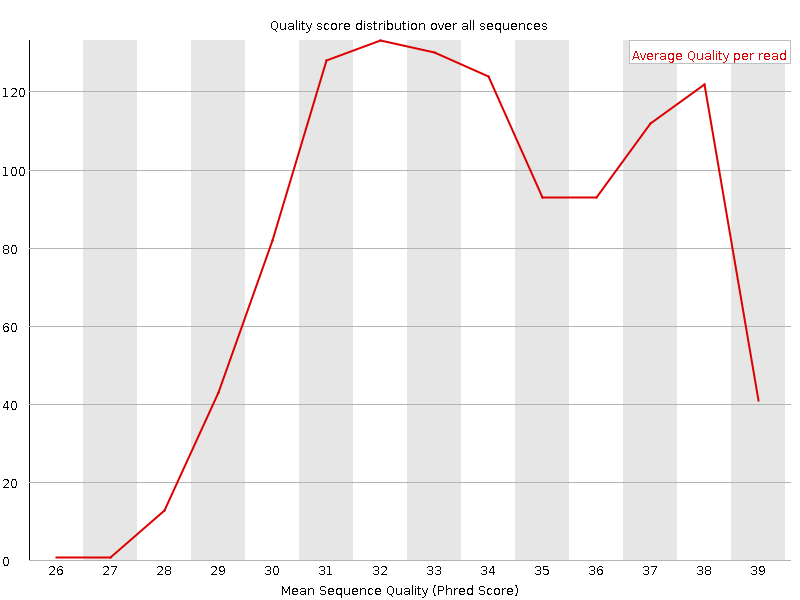 Quality score distribution over all sequences
Average Quality per read
120
100
80
60
40
20
0
26 27 28 29 30 31 32 33 34 35 36 37 38 39
Mean Sequence Quality (Phred Score)